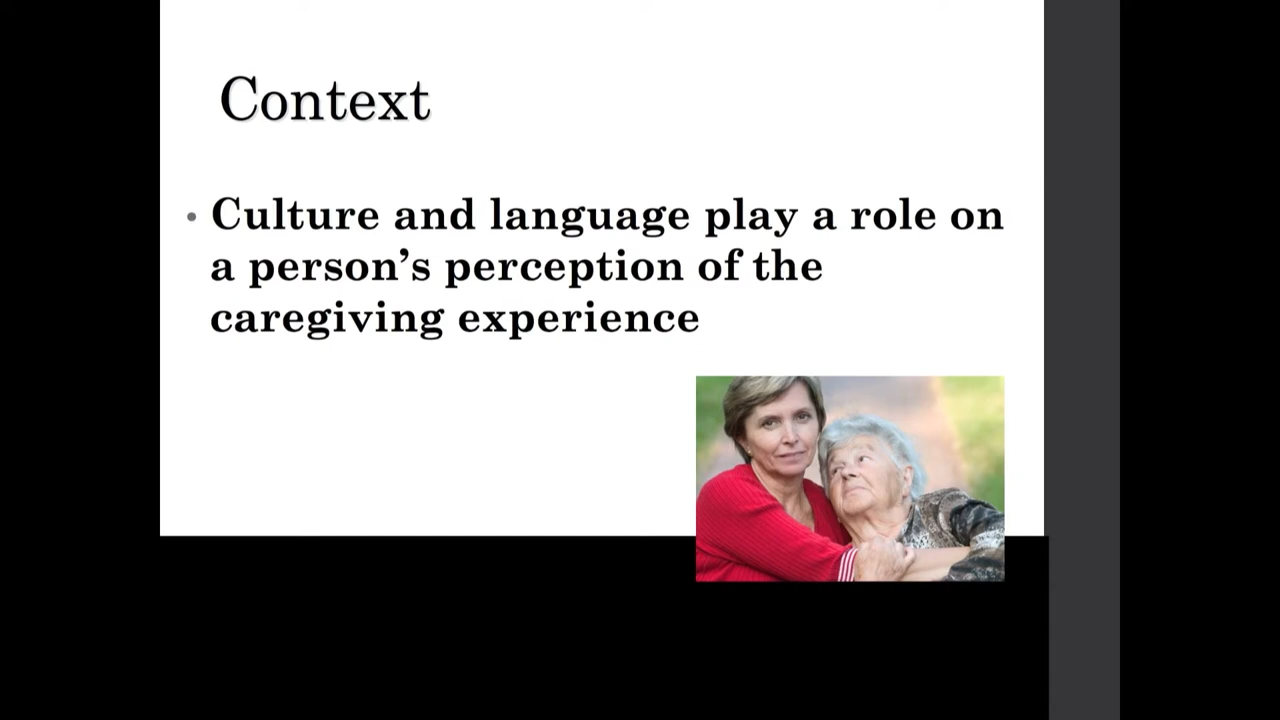 Context
• Culture and language play a role on
a person’s perception of the
caregiving experience